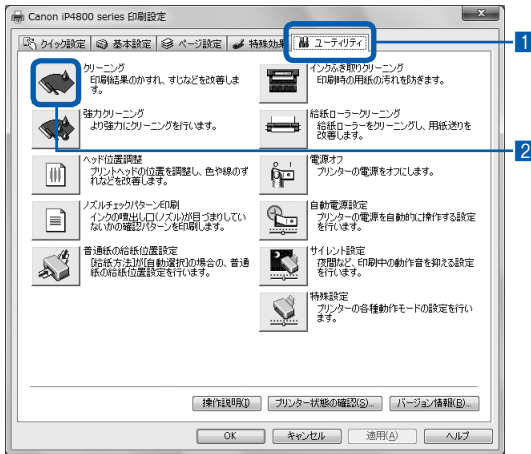 Canon iP4800 series 印刷設定
クイック設定 基本設定 ページ設定 特殊効果 ユーティリティ
1
クリーニング
印刷結果のかすれ、すじなどを改善しま
す。
インクふき取りクリーニング
印刷時の用紙の汚れを防ぎます。
強力クリーニング
より強力にクリーニングを行います。
給紙ローラークリーニング
給紙ローラーをクリーニングし、用紙送りを
改善します。
2
ヘッド位置調整
プリントヘッドの位置を調整し、色や線のず
れなどを改善します。
電源オフ
プリンターの電源をオフにします。
ノズルチェックパターン印刷
インクの噴出し口(ノズル)が目づまりしてい
ないかの確認パターンを印刷します。
自動電源設定
プリンターの電源を自動的に操作する設定
を行います。
普通紙の給紙位置設定
[給紙方法]が[自動選択]の場合の、普通
紙の給紙位置設定を行います。
サイレント設定
夜間など、印刷中の動作音を抑える設定
を行います。
特殊設定
プリンターの各種動作モードの設定を行い
ます。
操作説明(I) プリンター状態の確認(S)... バージョン情報(B)...
OK キャンセル 適用(A) ヘルプ